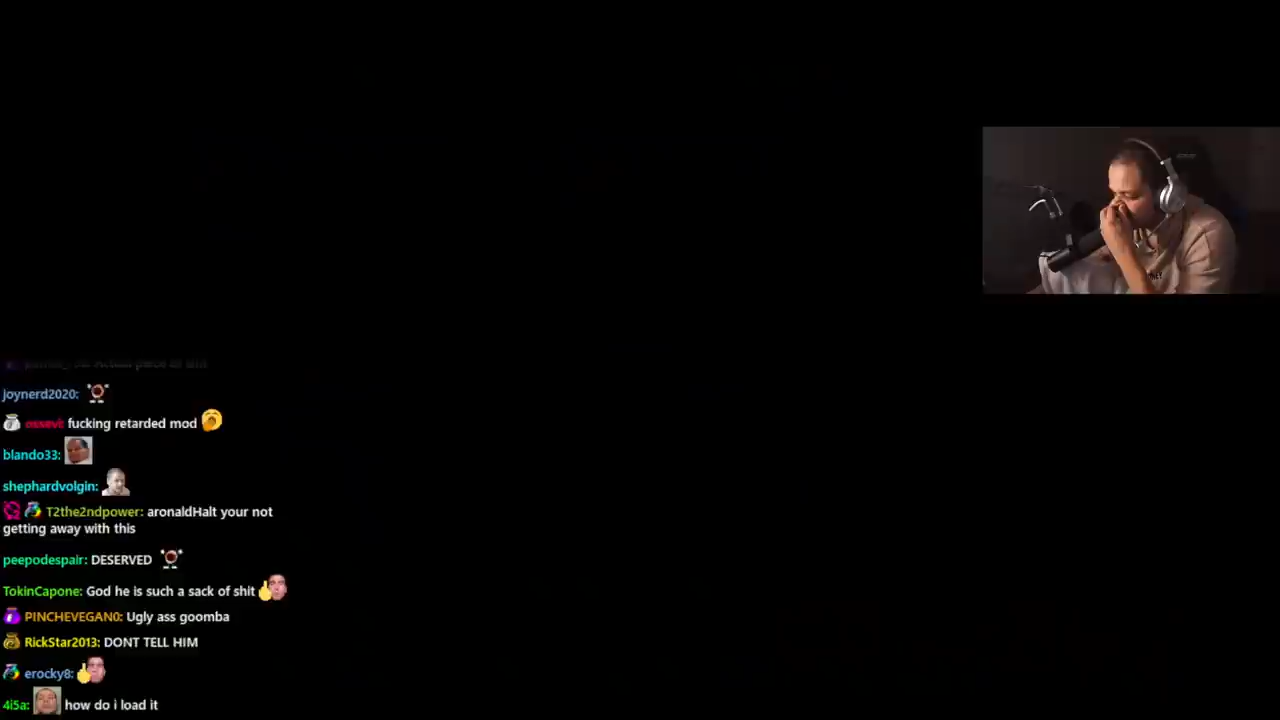 joynerd2020:
ossevit fucking retarded mod
blando33:
shephardvolgin:
T2the2ndpower: aronaldHalt your not
getting away with this
peepodespair: DESERVED
TokinCapone: God he is such a sack of shit
PINCHEVEGAN0: Ugly ass goomba
RickStar2013: DONT TELL HIM
erocky8:
4i5a: how do i load it